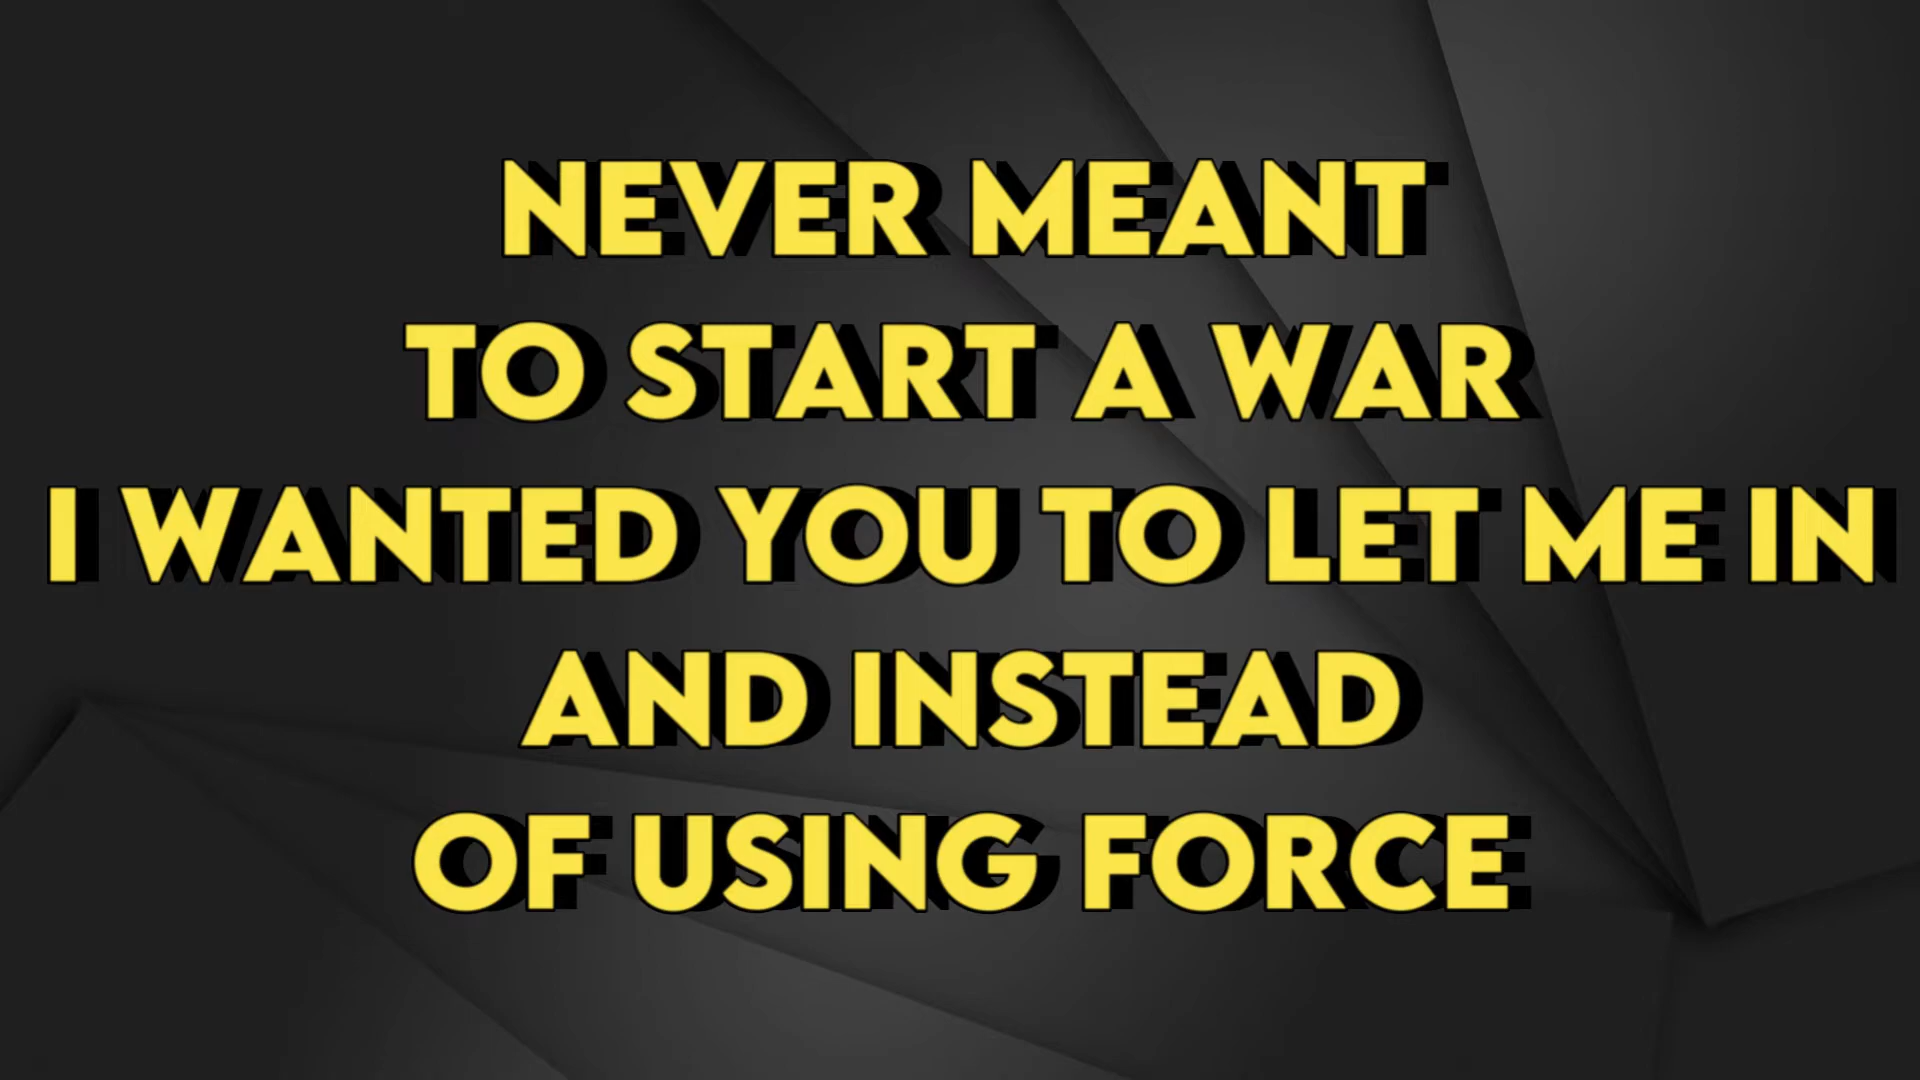 NEVER MEANT
TO START A WAR
I WANTED YOU TO LET ME IN
AND INSTEAD
OF USING FORCE